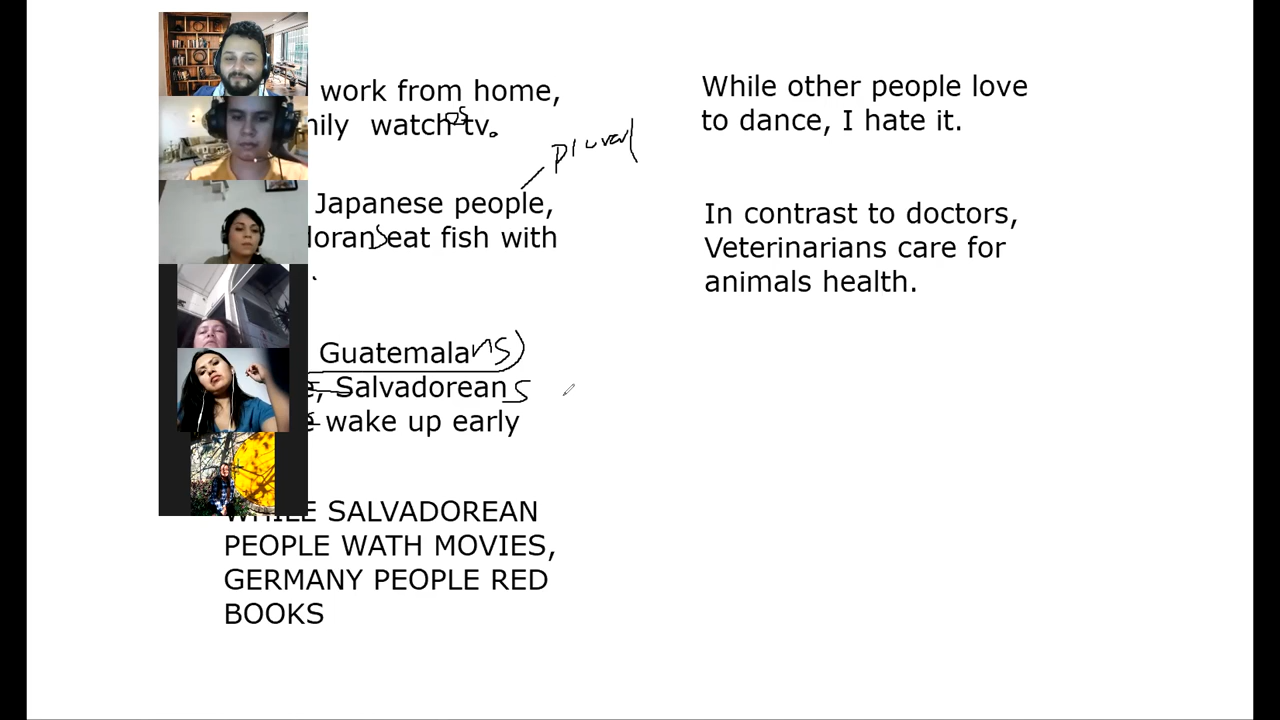 work from home,
watches tv.
plural
Japanese people,
eat fish with
Guatemalans)
Salvadoreans
wake up early
WHILE SALVADOREAN
PEOPLE WATH MOVIES,
GERMANY PEOPLE RED
BOOKS
While other people love
to dance, I hate it.
In contrast to doctors,
Veterinarians care for
animals health.